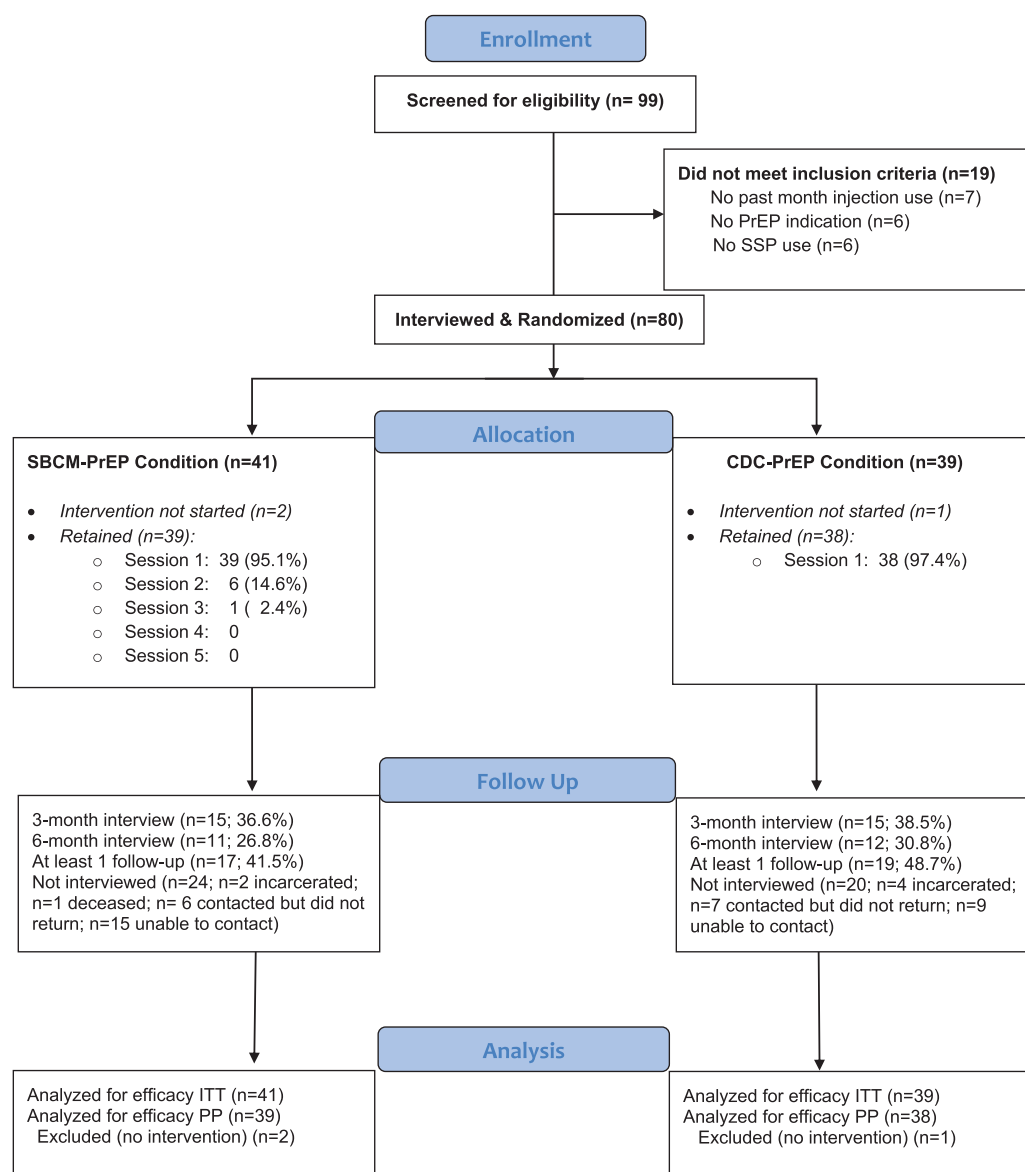 Enrollment
Screened for eligibility (n= 99)
Did not meet inclusion criteria (n=19)
No past month injection use (n=7)
No PrEP indication (n=6)
No SSP use (n=6)
Interviewed & Randomized (n=80)
Allocation
SBCM-PrEP Condition (n=41)
• Intervention not started (n=2)
• Retained (n=39):
o Session 1: 39 (95.1%)
o Session 2: 6 (14.6%)
o Session 3: 1 ( 2.4%)
o Session 4: 0
o Session 5: 0
CDC-PrEP Condition (n=39)
• Intervention not started (n=1)
• Retained (n=38):
o Session 1: 38 (97.4%)
Follow Up
3-month interview (n=15; 36.6%)
6-month interview (n=11; 26.8%)
At least 1 follow-up (n=17; 41.5%)
Not interviewed (n=24; n=2 incarcerated;
n=1 deceased; n= 6 contacted but did not
return; n=15 unable to contact)
3-month interview (n=15; 38.5%)
6-month interview (n=12; 30.8%)
At least 1 follow-up (n=19; 48.7%)
Not interviewed (n=20; n=4 incarcerated;
n=7 contacted but did not return; n=9
unable to contact)
Analysis
Analyzed for efficacy ITT (n=41)
Analyzed for efficacy PP (n=39)
Excluded (no intervention) (n=2)
Analyzed for efficacy ITT (n=39)
Analyzed for efficacy PP (n=38)
Excluded (no intervention) (n=1)